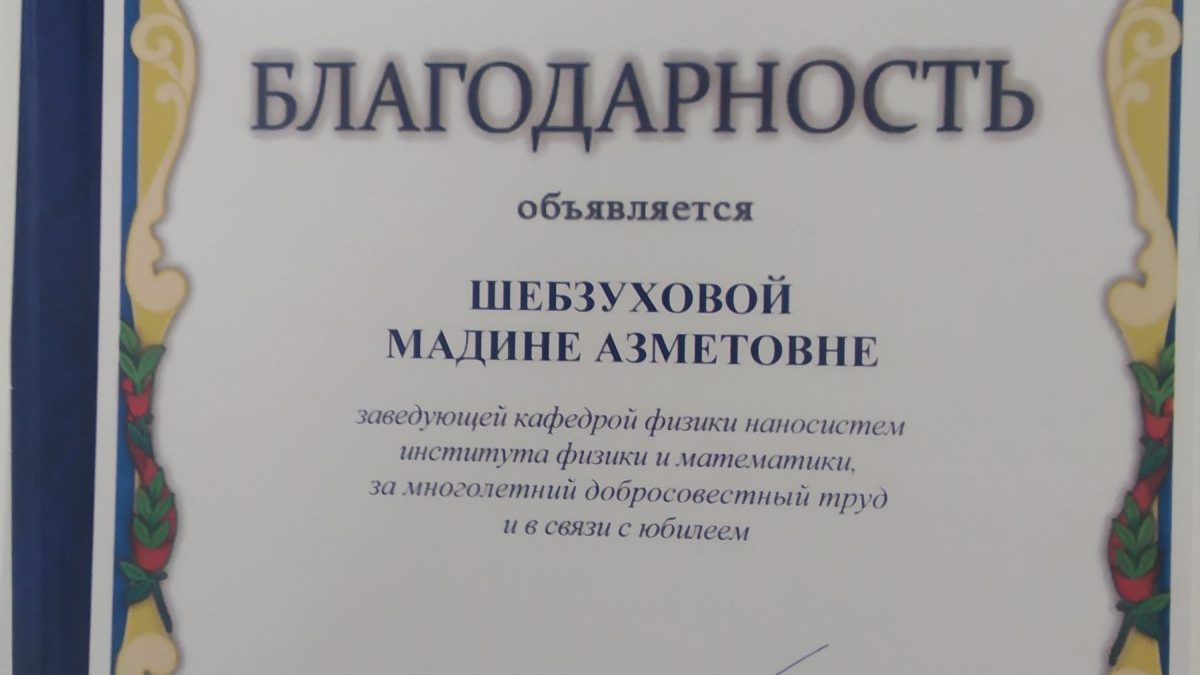 БЛАГОДАРНОСТЬ
объявляется
ШЕБЗУХОВОЙ
МАДИНЕ АЗМЕТОВНЕ
заведующей кафедрой физики наносистем
института физики и математики,
за многолетний добросовестный труд
и в связи с юбилеем